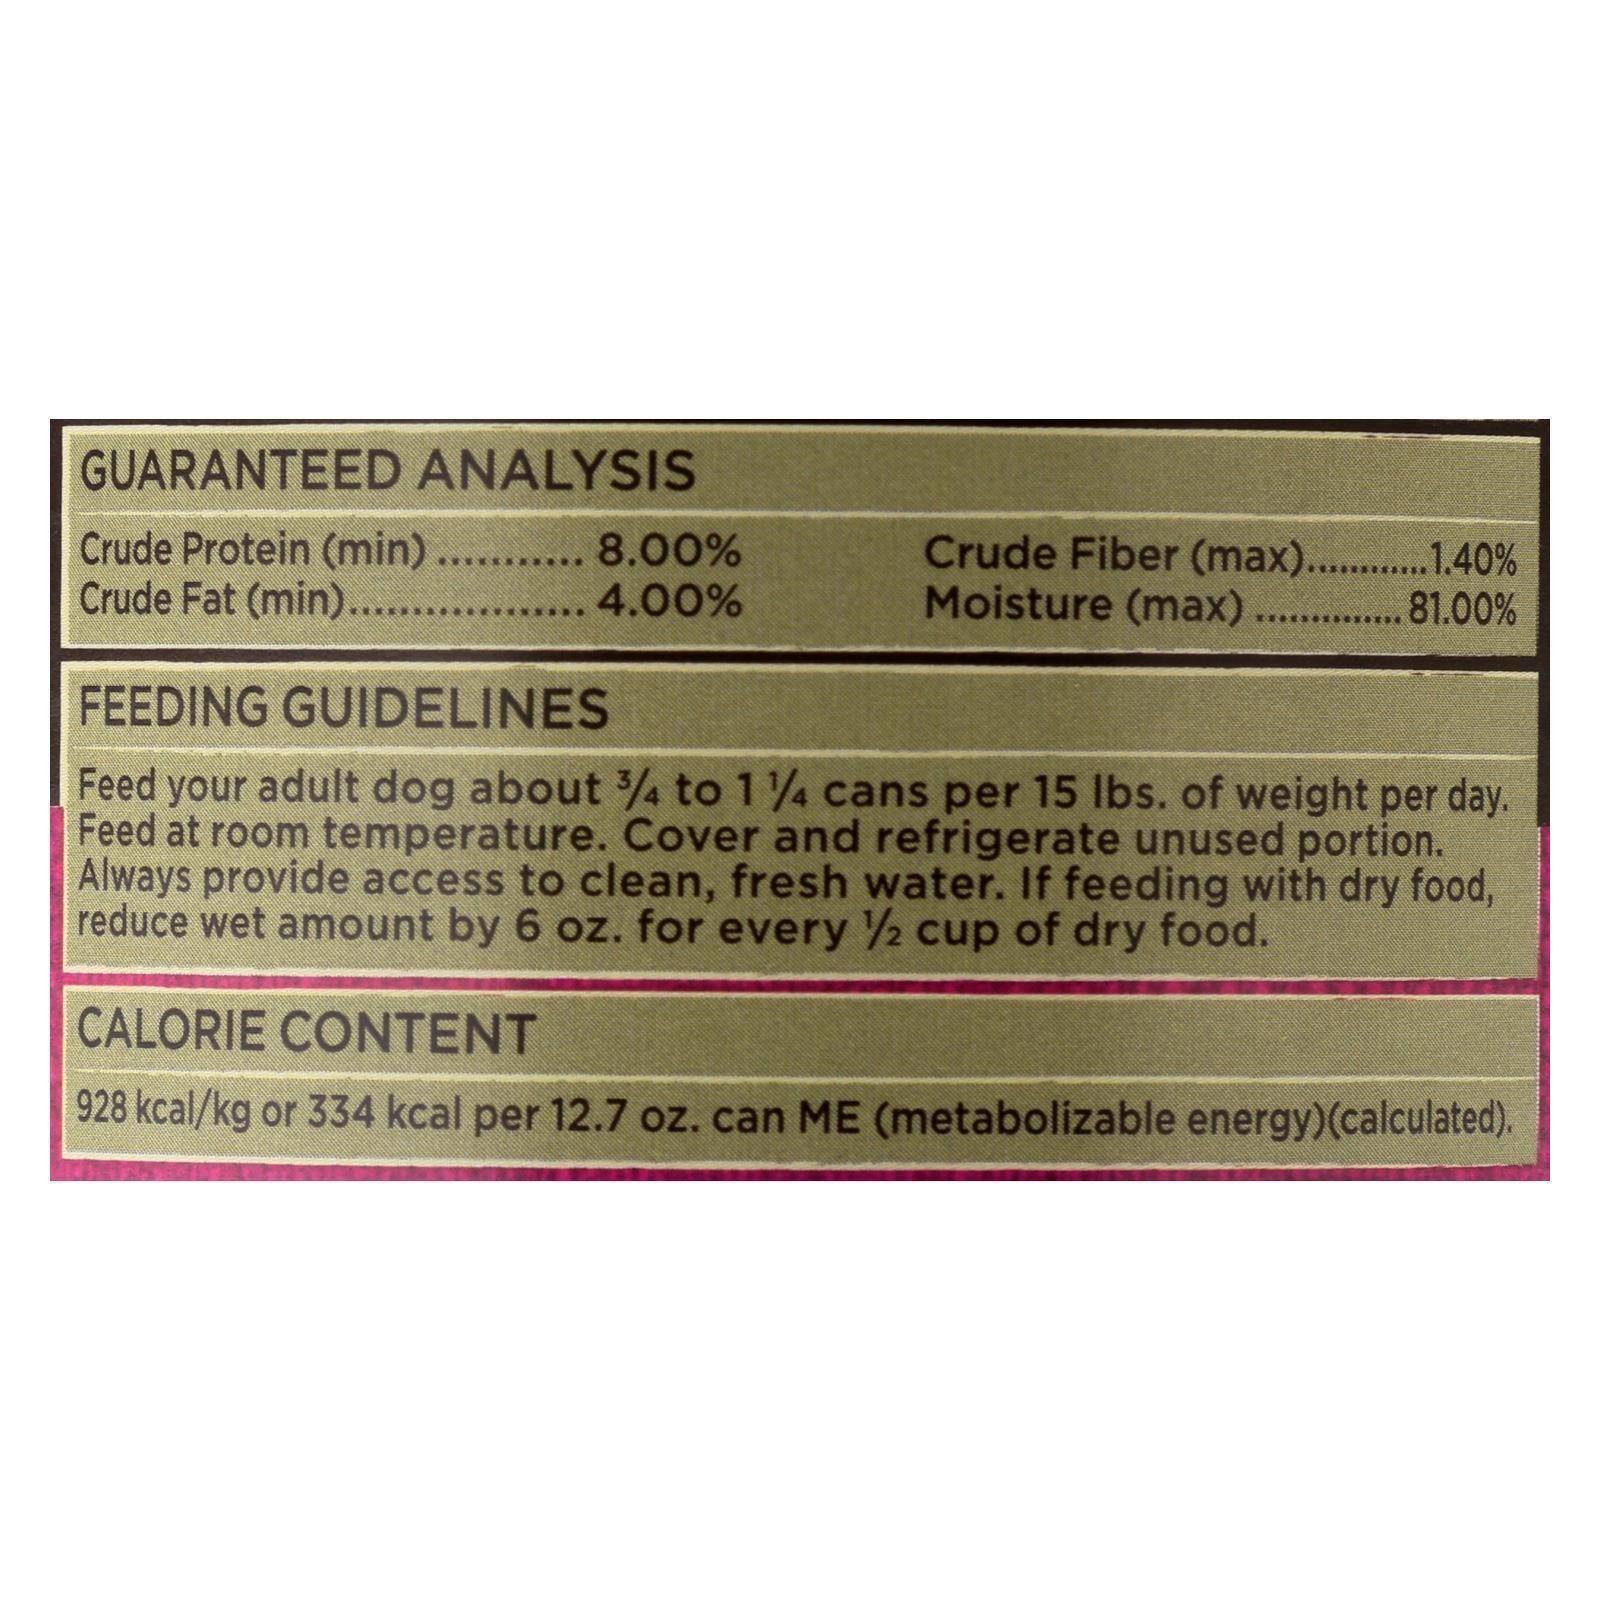 GUARANTEED ANALYSIS
Crude Protein (min) ........... 8.00%
Crude Fat (min)................... 4.00%
Crude Fiber (max)............1.40%
Moisture (max) .............. 81.00%
FEEDING GUIDELINES
Feed your adult dog about ¾ to 1 ¼ cans per 15 lbs. of weight per day.
Feed at room temperature. Cover and refrigerate unused portion.
Always provide access to clean, fresh water. If feeding with dry food,
reduce wet amount by 6 oz. for every ½ cup of dry food.
CALORIE CONTENT
928 kcal/kg or 334 kcal per 12.7 oz. can ME (metabolizable energy)(calculated).